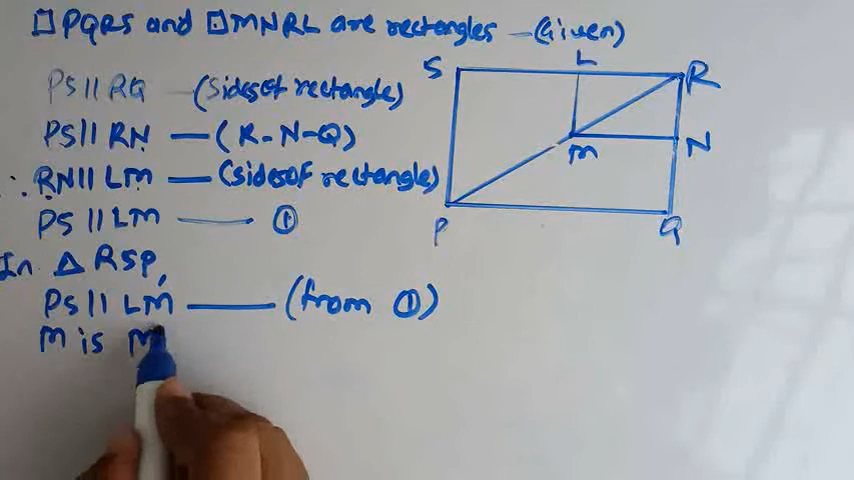 □PQRS and □MNRL are rectangles —(Given)
PS || RQ —(sides of rectangle)
PS || RN —(R-N-Q)
∴ RN || LM —(sides of rectangle)
PS || LM — ①
In △ RSP,
PS || LM —(from ①)
M is M
S L R
M N
P Q